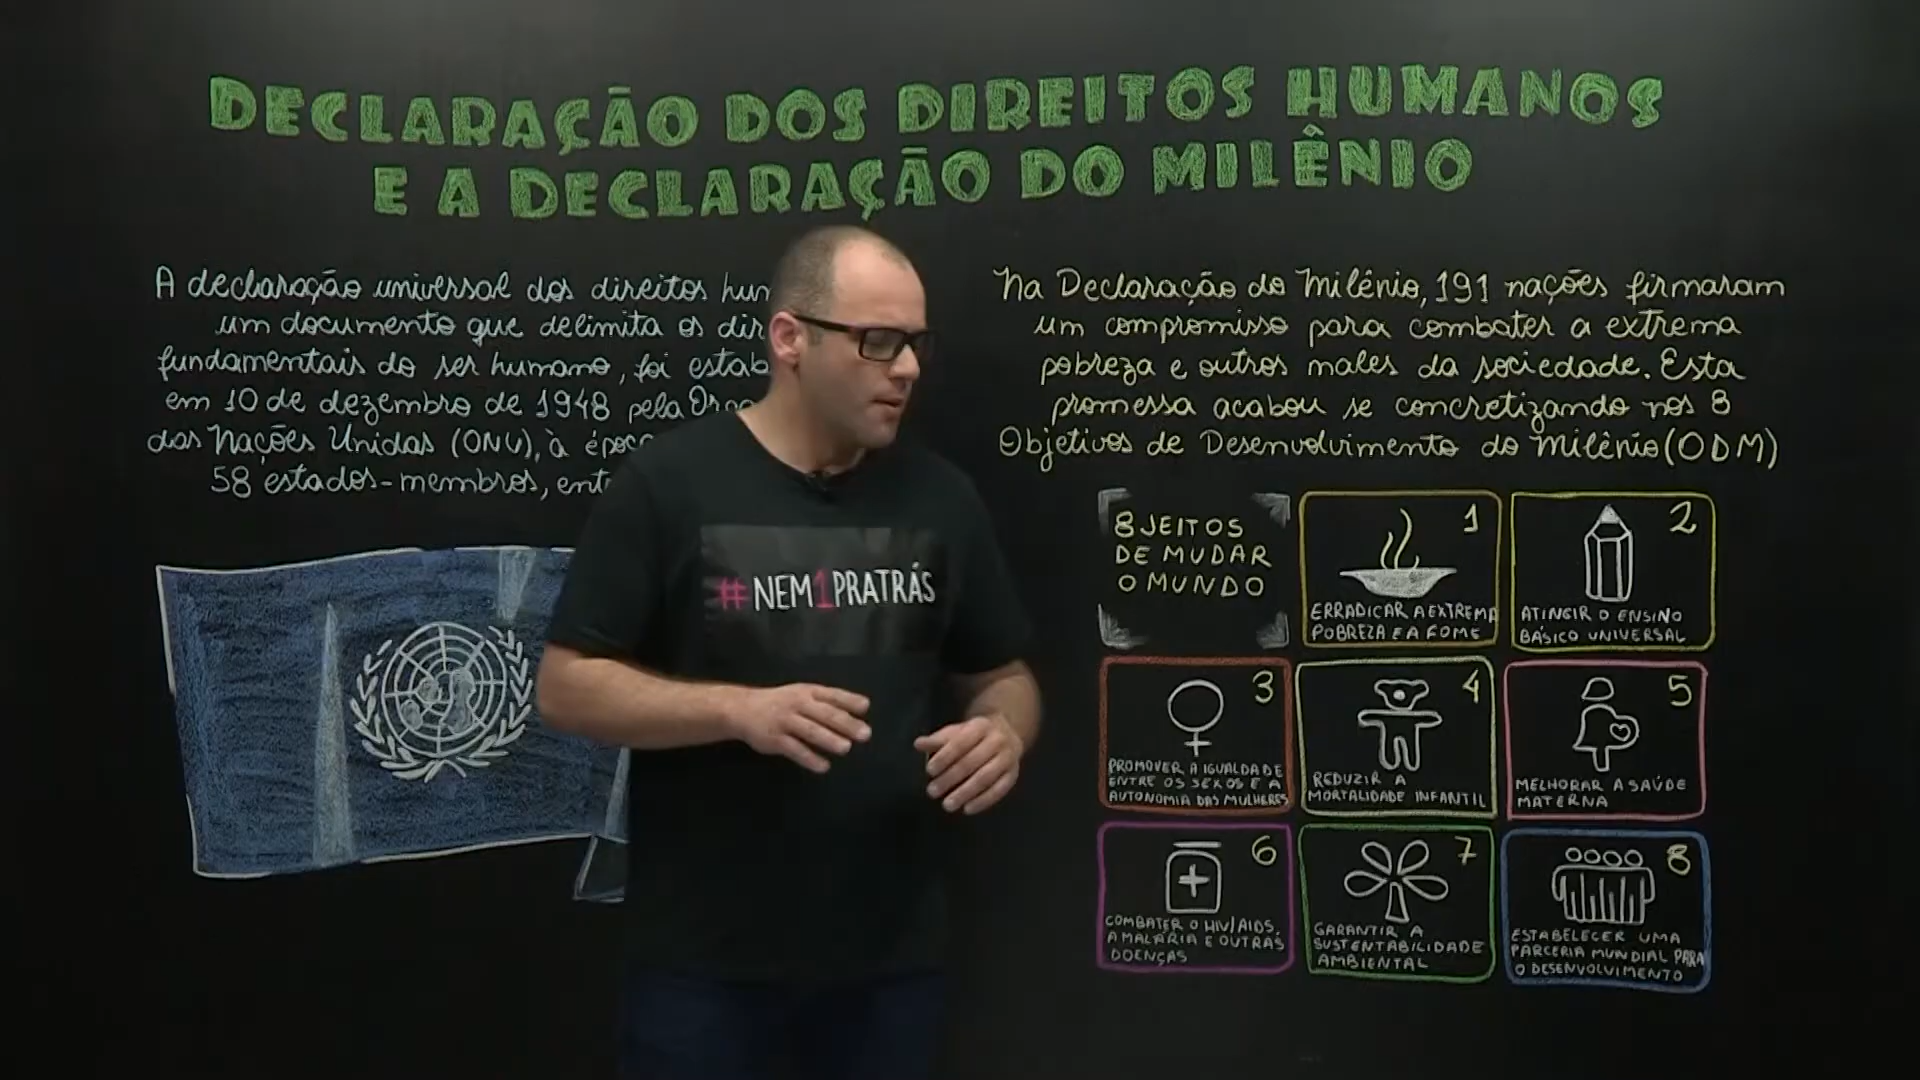 DECLARAÇÃO DOS DIREITOS HUMANOS
E A DECLARAÇÃO DO MILÊNIO
A declaração universal dos direitos
um documento que delimita os
fundamentais do ser humano, foi
em 10 de dezembro de 1948 pela
das Nações Unidas (ONU), à
58 estados-membros,
Na Declaração do Milênio, 191 nações firmaram
um compromisso para combater a extrema
pobreza e outros males da sociedade. Esta
promessa acabou se concretizando nos 8
Objetivos de Desenvolvimento do Milênio (ODM)
8 JEITOS
DE MUDAR
O MUNDO
1
ERRADICAR A EXTREMA
POBREZA E A FOME
2
ATINGIR O ENSINO
BÁSICO UNIVERSAL
3
PROMOVER A IGUALDADE
ENTRE OS SEXOS E A
AUTONOMIA DAS MULHERES
4
REDUZIR A
MORTALIDADE INFANTIL
5
MELHORAR A SAÚDE
MATERNA
6
COMBATER O HIV/AIDS,
A MALÁRIA E OUTRAS
DOENÇAS
7
GARANTIR A
SUSTENTABILIDADE
AMBIENTAL
8
ESTABELECER UMA
PARCERIA MUNDIAL PARA
O DESENVOLVIMENTO
#NEM1PRATRÁS